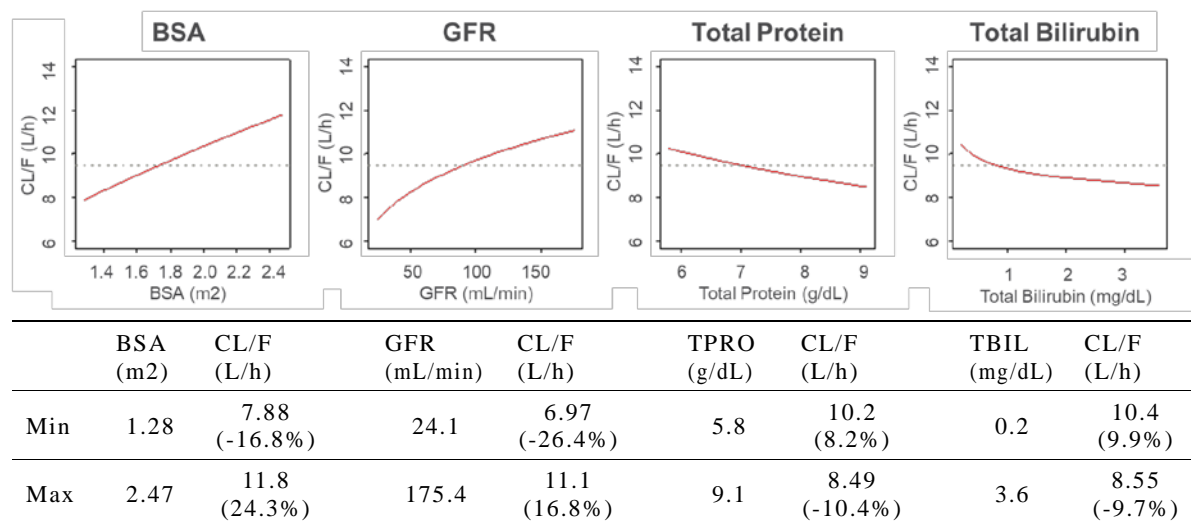 BSA GFR Total Protein Total Bilirubin
CL/F (L/h) 6 8 10 12 14
CL/F (L/h) 6 8 10 12 14
CL/F (L/h) 6 8 10 12 14
CL/F (L/h) 6 8 10 12 14
1.4 1.6 1.8 2.0 2.2 2.4 50 100 150 6 7 8 9 1 2 3
BSA (m2) GFR (mL/min) Total Protein (g/dL) Total Bilirubin (mg/dL)
BSA CL/F GFR CL/F TPRO CL/F TBIL CL/F
(m2) (L/h) (mL/min) (L/h) (g/dL) (L/h) (mg/dL) (L/h)
Min 1.28 7.88 (-16.8%) 24.1 6.97 (-26.4%) 5.8 10.2 (8.2%) 0.2 10.4 (9.9%)
Max 2.47 11.8 (24.3%) 175.4 11.1 (16.8%) 9.1 8.49 (-10.4%) 3.6 8.55 (-9.7%)